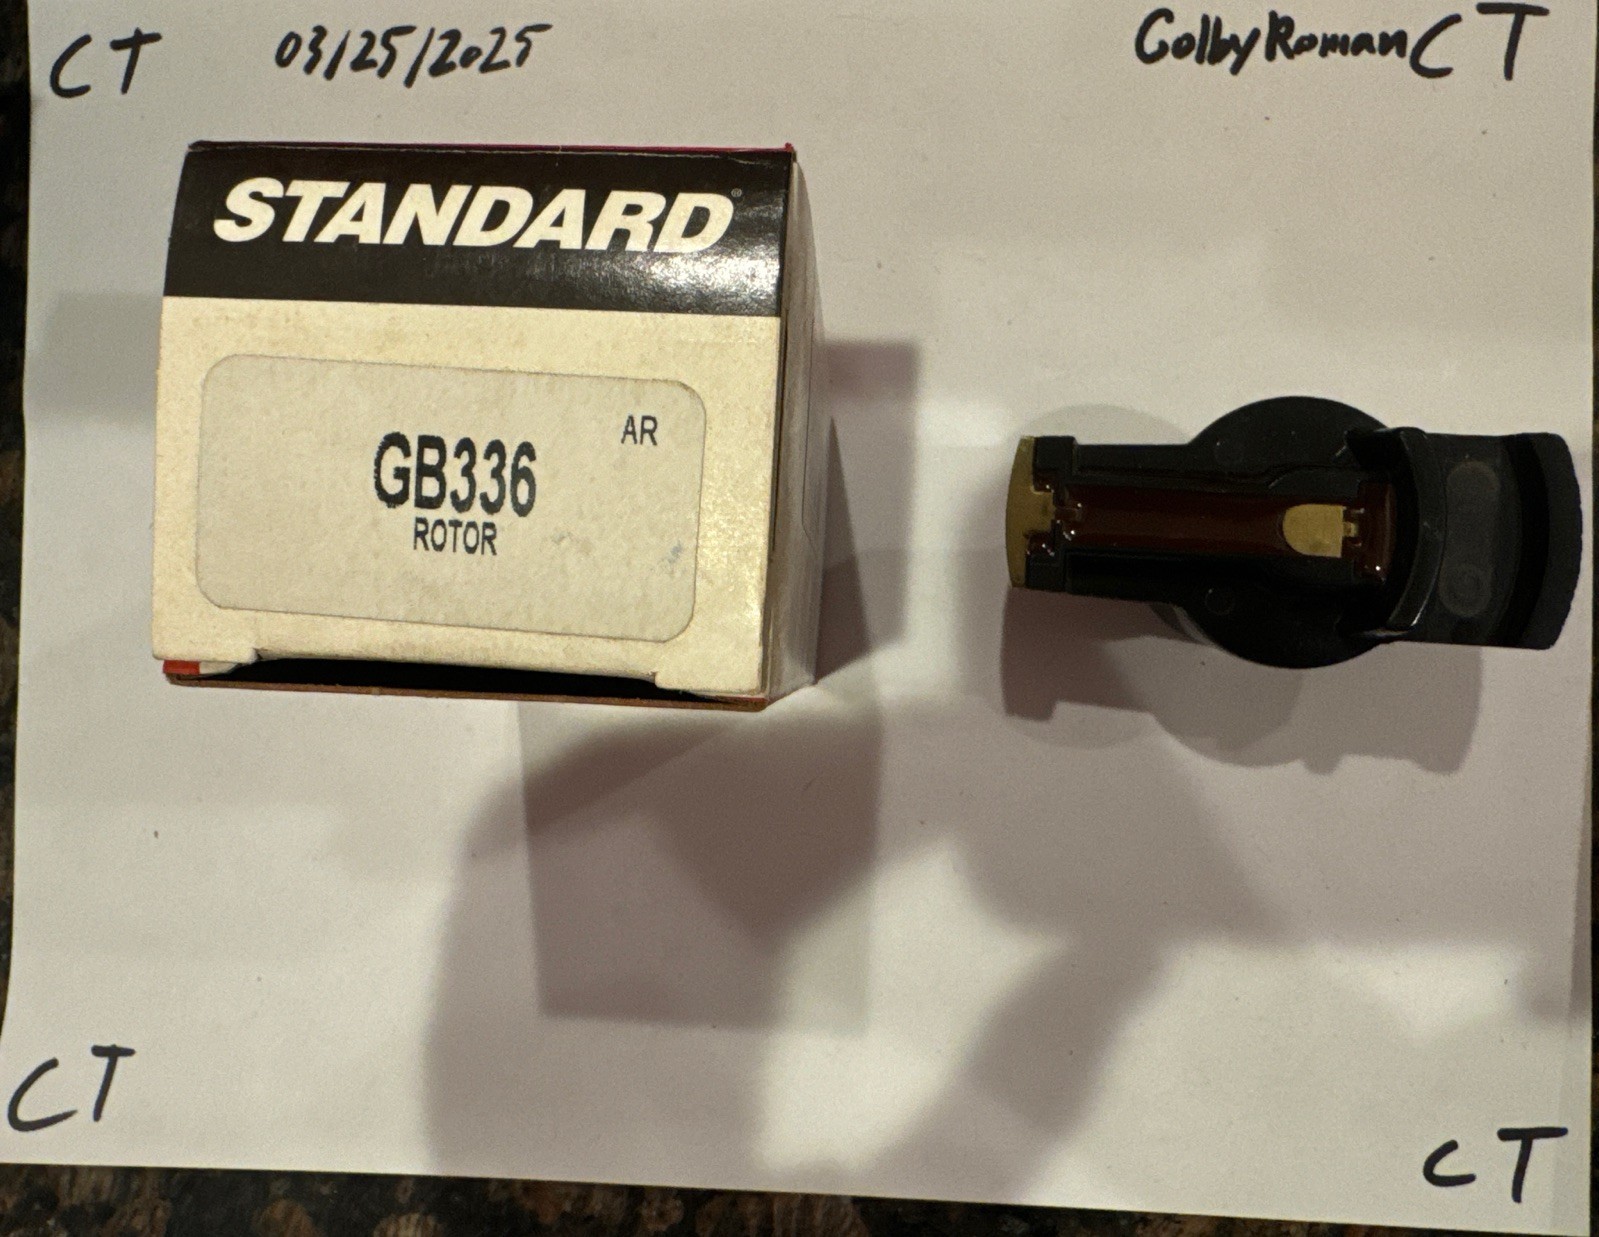 CT 03/25/2025 ColbyRoman CT
STANDARD®
AR
GB336
ROTOR
CT
CT